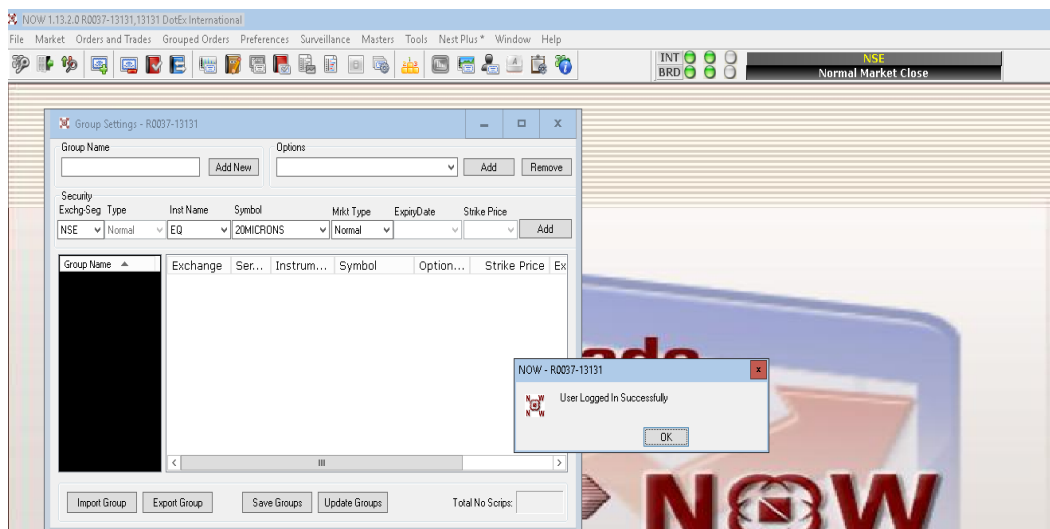 NOW 1.13.2.0 R0037-13131,13131 DotEx International
File Market Orders and Trades Grouped Orders Preferences Surveillance Masters Tools Nest Plus* Window Help
INT
BRD
NSE
Normal Market Close
Group Settings - R0037-13131
Group Name
Options
Add New
Add
Remove
Security
Exchg-Seg Type Inst Name Symbol Mrkt Type ExpiryDate Strike Price
NSE Normal EQ 20MICRONS Normal Add
Group Name Exchange Ser... Instrum... Symbol Option... Strike Price Ex
NOW - R0037-13131
User Logged In Successfully
OK
Import Group Export Group Save Groups Update Groups Total No Scrips:
NOW